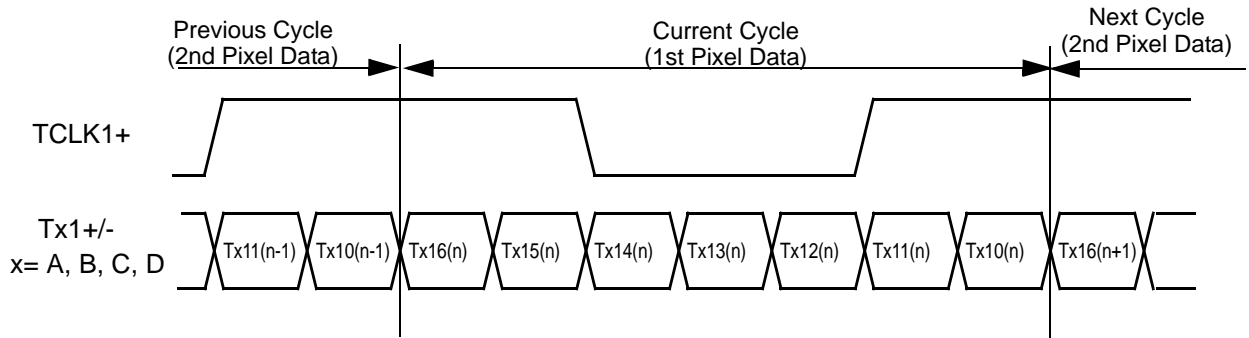 Previous Cycle
(2nd Pixel Data)
Current Cycle
(1st Pixel Data)
Next Cycle
(2nd Pixel Data)
TCLK1+
Tx1+/-
x= A, B, C, D
Tx11(n-1)
Tx10(n-1)
Tx16(n)
Tx15(n)
Tx14(n)
Tx13(n)
Tx12(n)
Tx11(n)
Tx10(n)
Tx16(n+1)